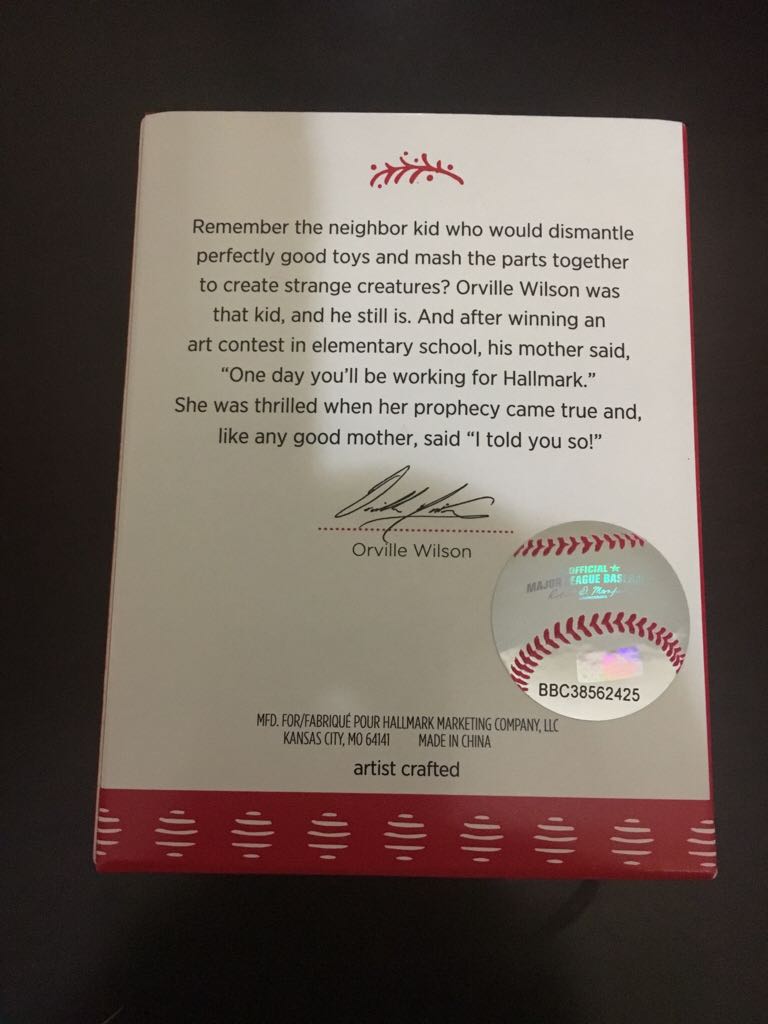 Remember the neighbor kid who would dismantle
perfectly good toys and mash the parts together
to create strange creatures? Orville Wilson was
that kid, and he still is. And after winning an
art contest in elementary school, his mother said,
“One day you’ll be working for Hallmark.”
She was thrilled when her prophecy came true and,
like any good mother, said “I told you so!”
Orville Wilson
Orville Wilson
OFFICIAL
MAJOR LEAGUE
BBC38562425
MFD. FOR/FABRIQUÉ POUR HALLMARK MARKETING COMPANY, LLC
KANSAS CITY, MO 64141 MADE IN CHINA
artist crafted